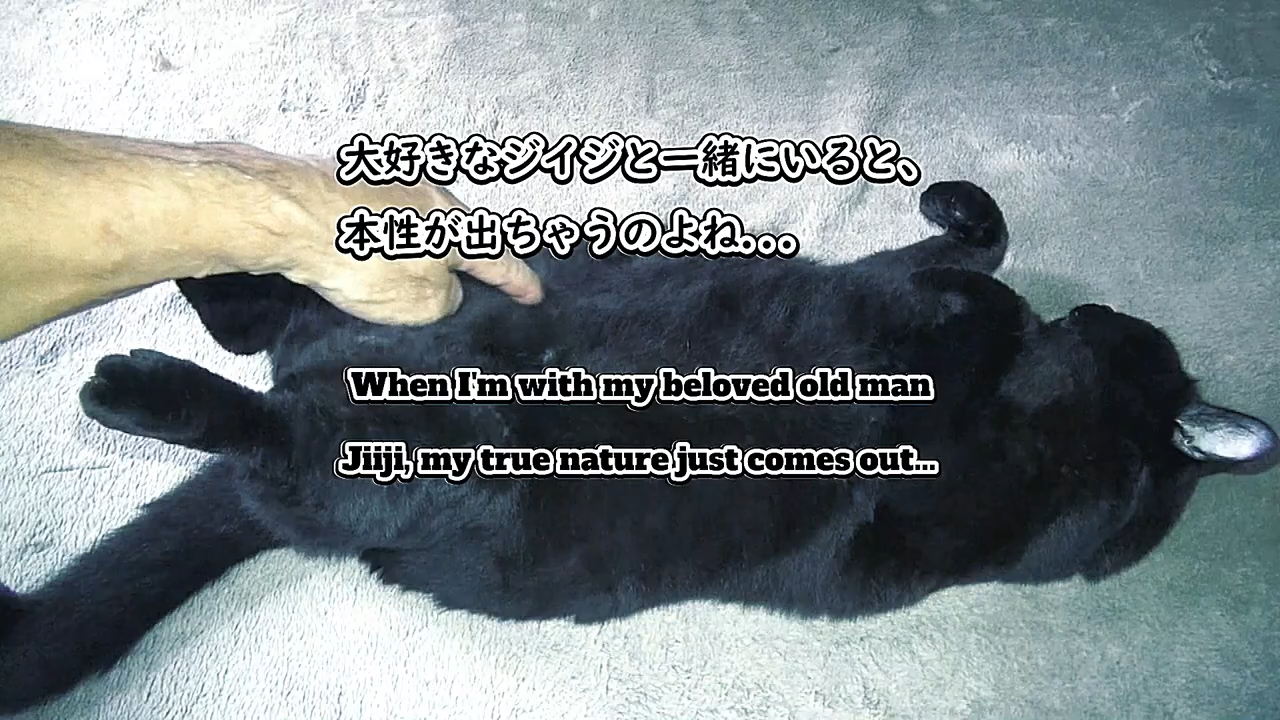 大好きなジイジと一緒にいると、
本性が出ちゃうのよね...
When I'm with my beloved old man
Jiiji, my true nature just comes out...